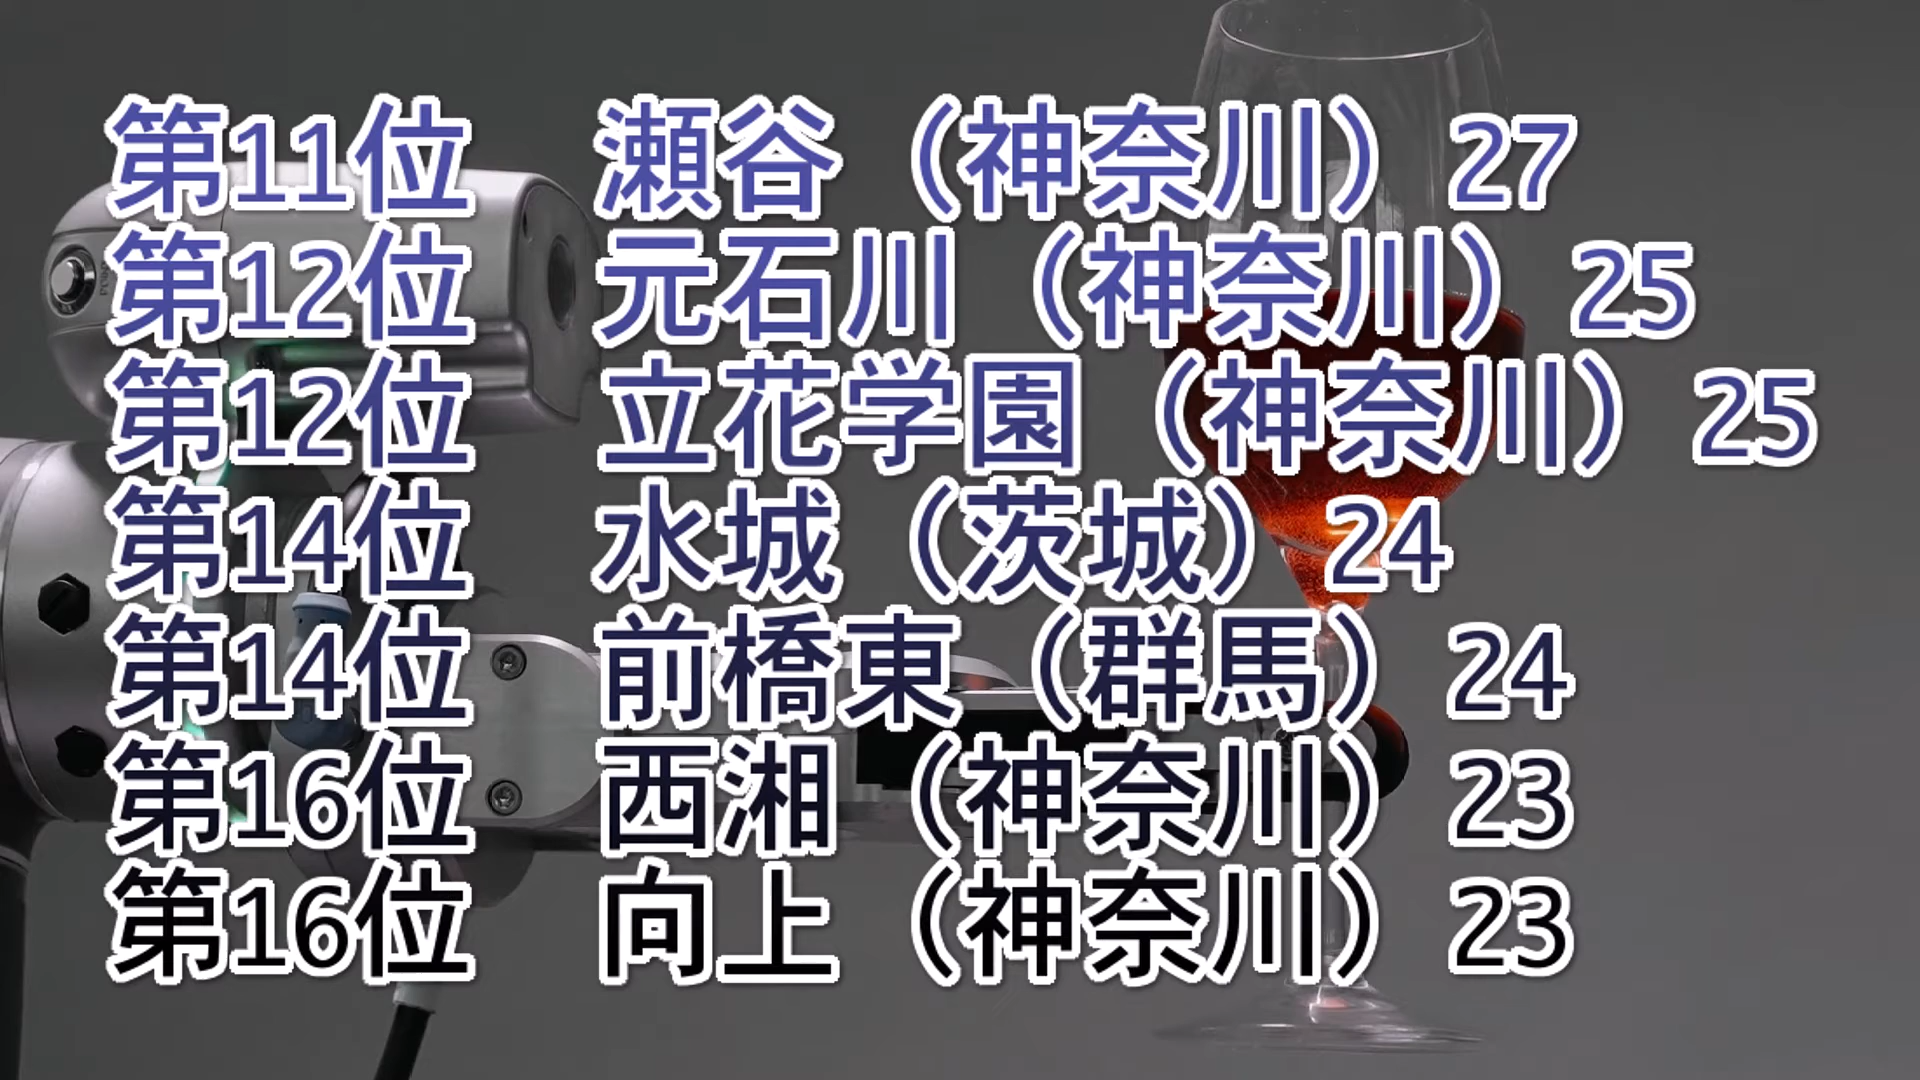 第11位　瀬谷（神奈川）27
第12位　元石川（神奈川）25
第12位　立花学園（神奈川）25
第14位　水城（茨城）24
第14位　前橋東（群馬）24
第16位　西湘（神奈川）23
第16位　向上（神奈川）23